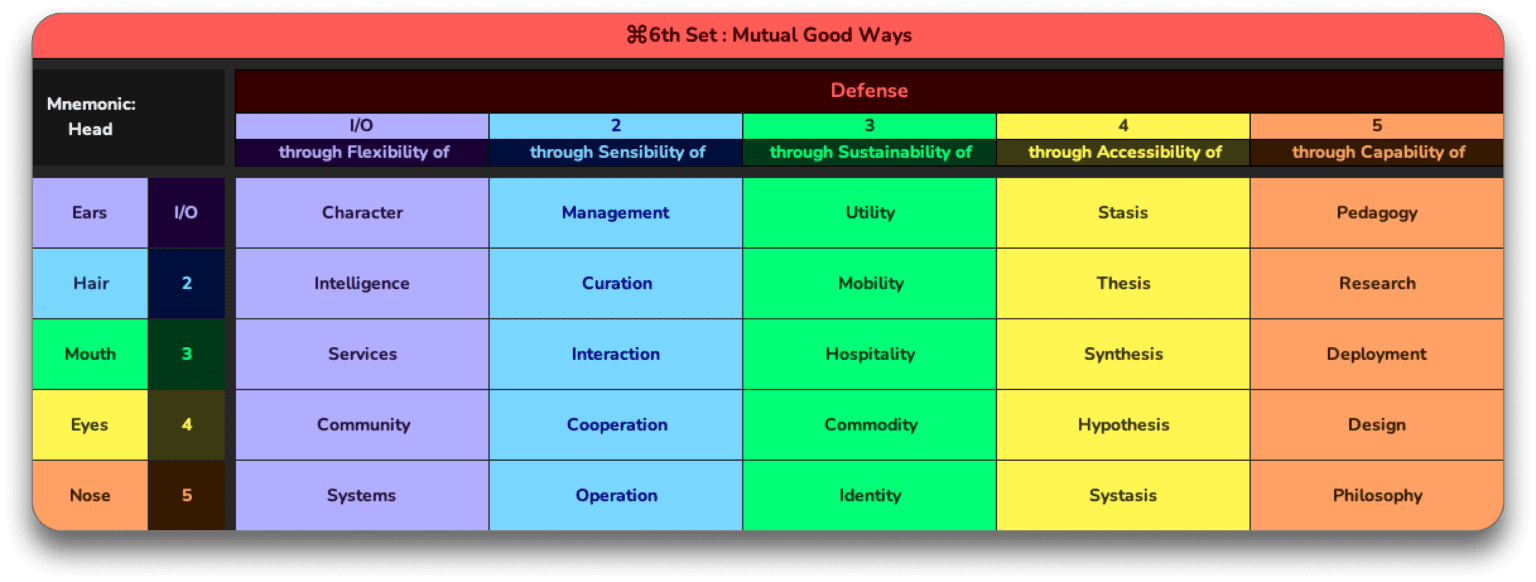 ⌘6th Set : Mutual Good Ways
Mnemonic:
Head
Defense
I/O 2 3 4 5
through Flexibility of through Sensibility of through Sustainability of through Accessibility of through Capability of
Ears I/O Character Management Utility Stasis Pedagogy
Hair 2 Intelligence Curation Mobility Thesis Research
Mouth 3 Services Interaction Hospitality Synthesis Deployment
Eyes 4 Community Cooperation Commodity Hypothesis Design
Nose 5 Systems Operation Identity Systasis Philosophy